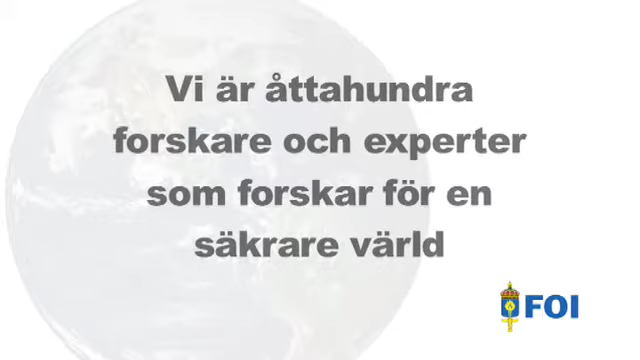 Vi är åttahundra
forskare och experter
som forskar för en
säkrare värld
FOI